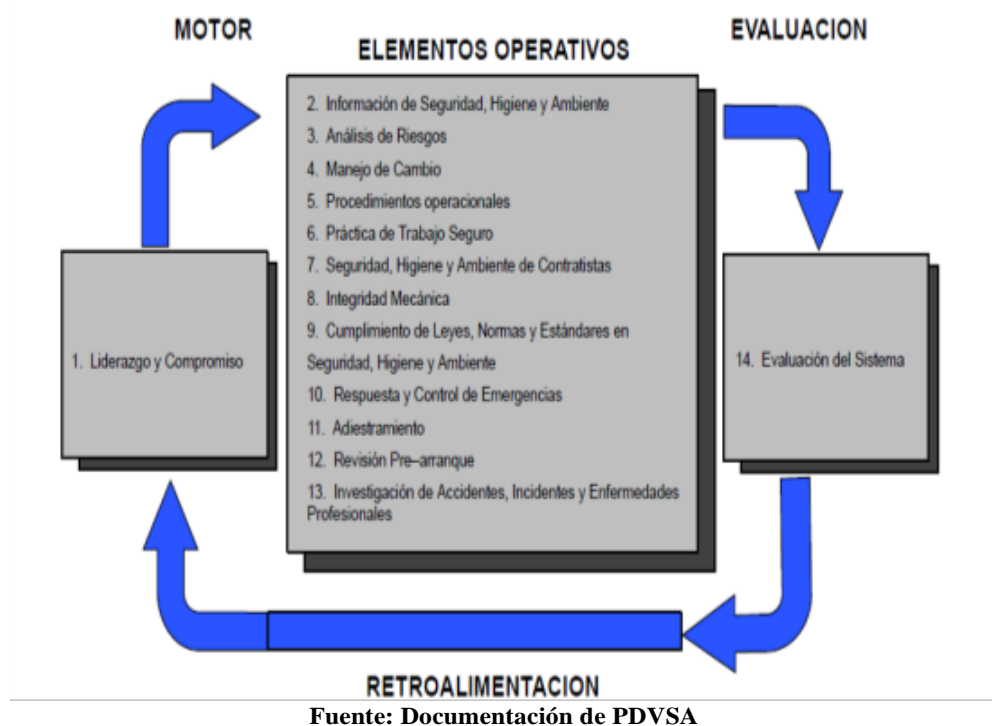 MOTOR
ELEMENTOS OPERATIVOS
EVALUACION
2. Información de Seguridad, Higiene y Ambiente
3. Análisis de Riesgos
4. Manejo de Cambio
5. Procedimientos operacionales
6. Práctica de Trabajo Seguro
7. Seguridad, Higiene y Ambiente de Contratistas
8. Integridad Mecánica
9. Cumplimiento de Leyes, Normas y Estándares en
Seguridad, Higiene y Ambiente
10. Respuesta y Control de Emergencias
11. Adiestramiento
12. Revisión Pre–arranque
13. Investigación de Accidentes, Incidentes y Enfermedades
Profesionales
1. Liderazgo y Compromiso
14. Evaluación del Sistema
RETROALIMENTACION
Fuente: Documentación de PDVSA